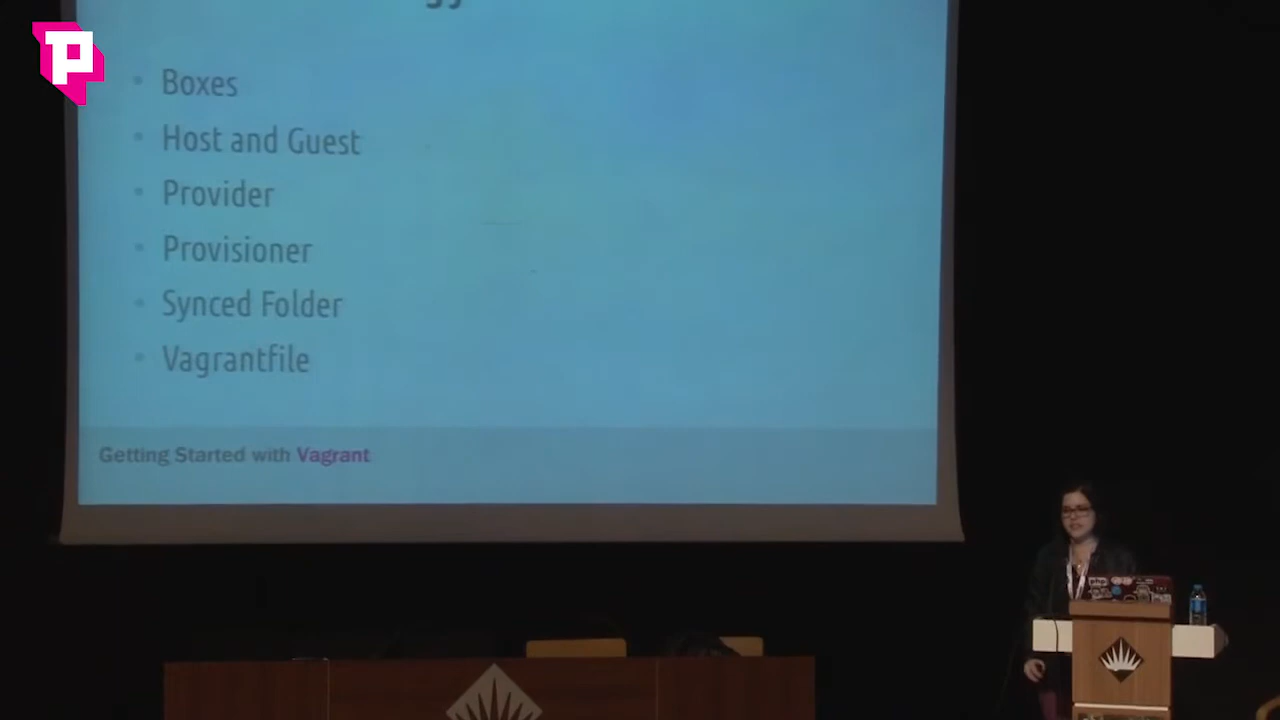 Boxes
Host and Guest
Provider
Provisioner
Synced Folder
Vagrantfile
Getting Started with Vagrant